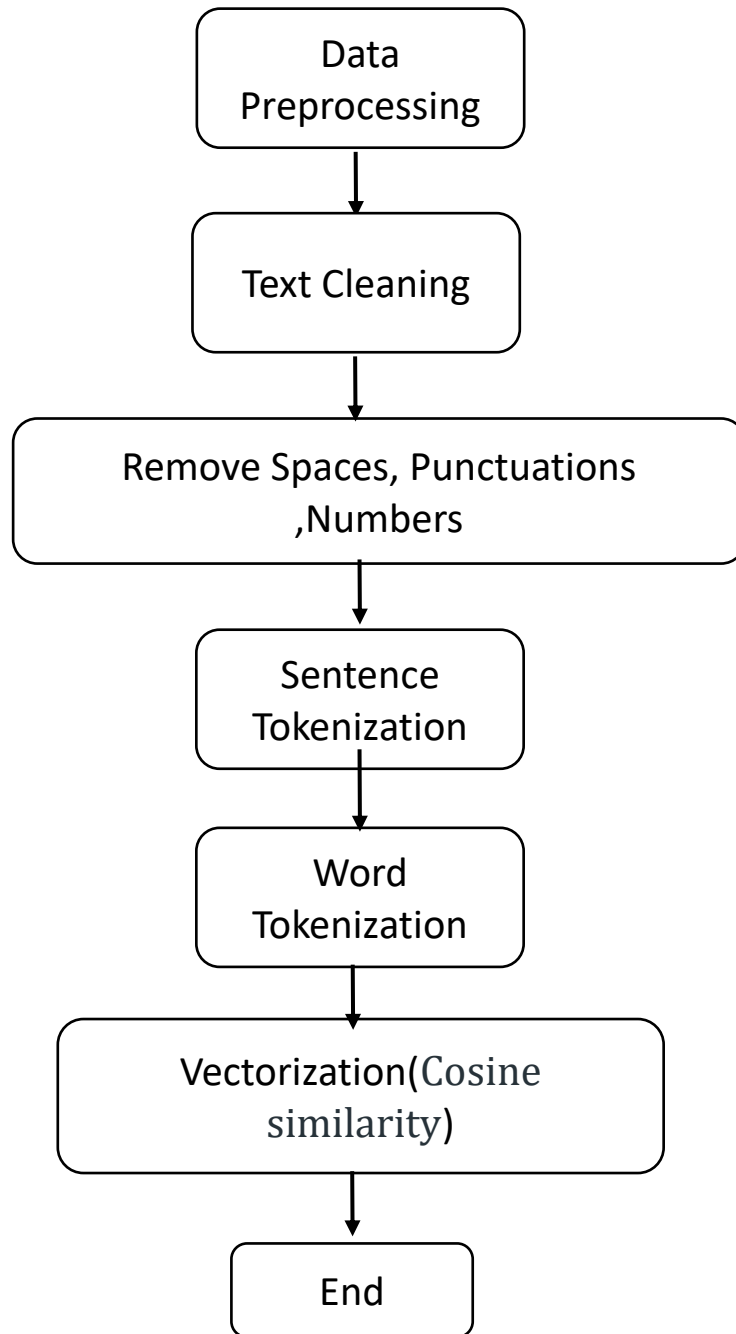 Data
Preprocessing
Text Cleaning
Remove Spaces, Punctuations
,Numbers
Sentence
Tokenization
Word
Tokenization
Vectorization(Cosine
similarity)
End